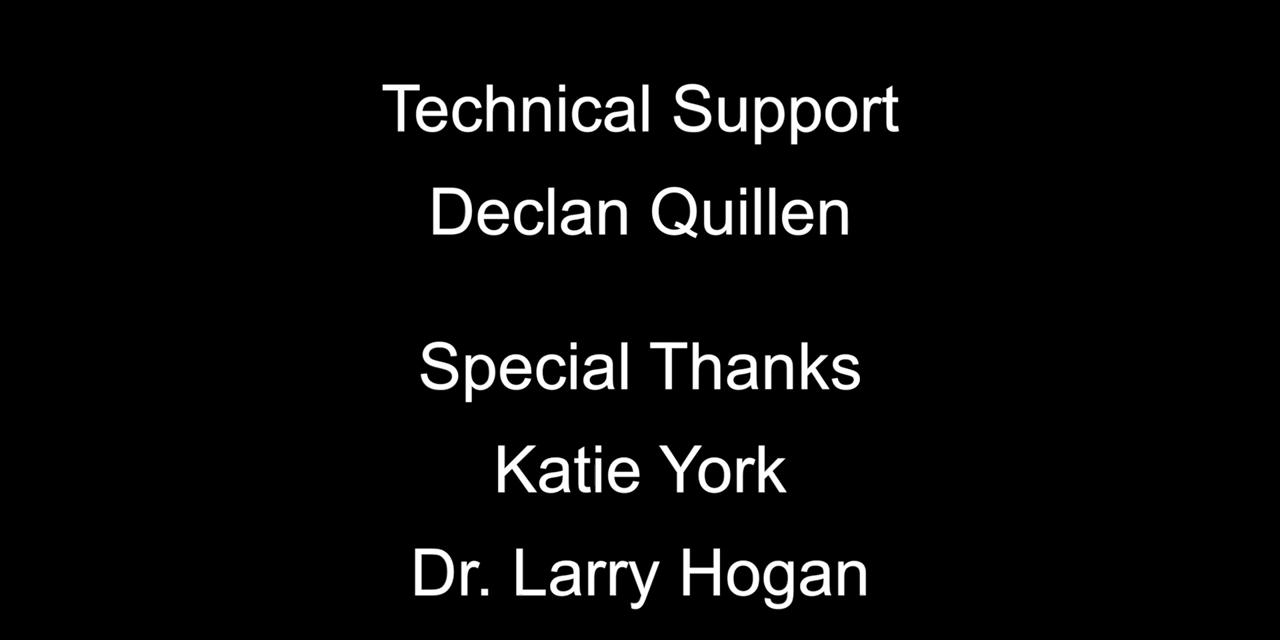 Technical Support
Declan Quillen
Special Thanks
Katie York
Dr. Larry Hogan